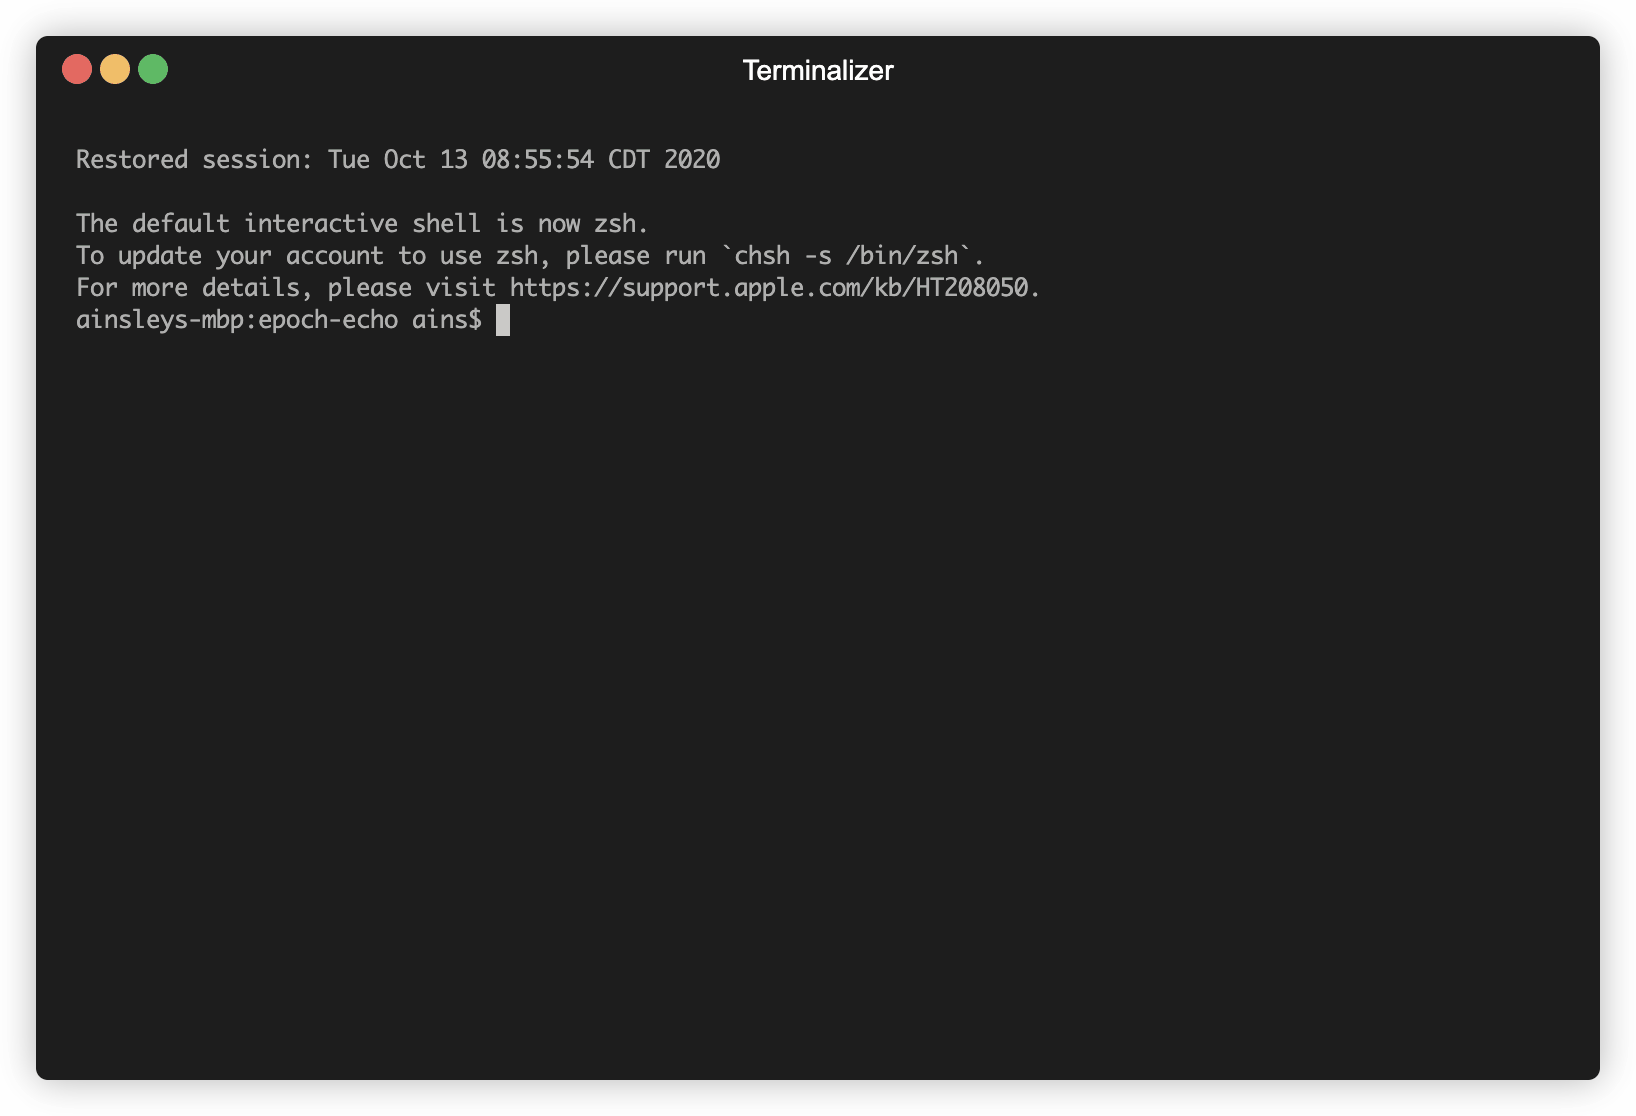 Terminalizer
Restored session: Tue Oct 13 08:55:54 CDT 2020
The default interactive shell is now zsh.
To update your account to use zsh, please run `chsh -s /bin/zsh`.
For more details, please visit https://support.apple.com/kb/HT208050.
ainsleys-mbp:epoch-echo ains$